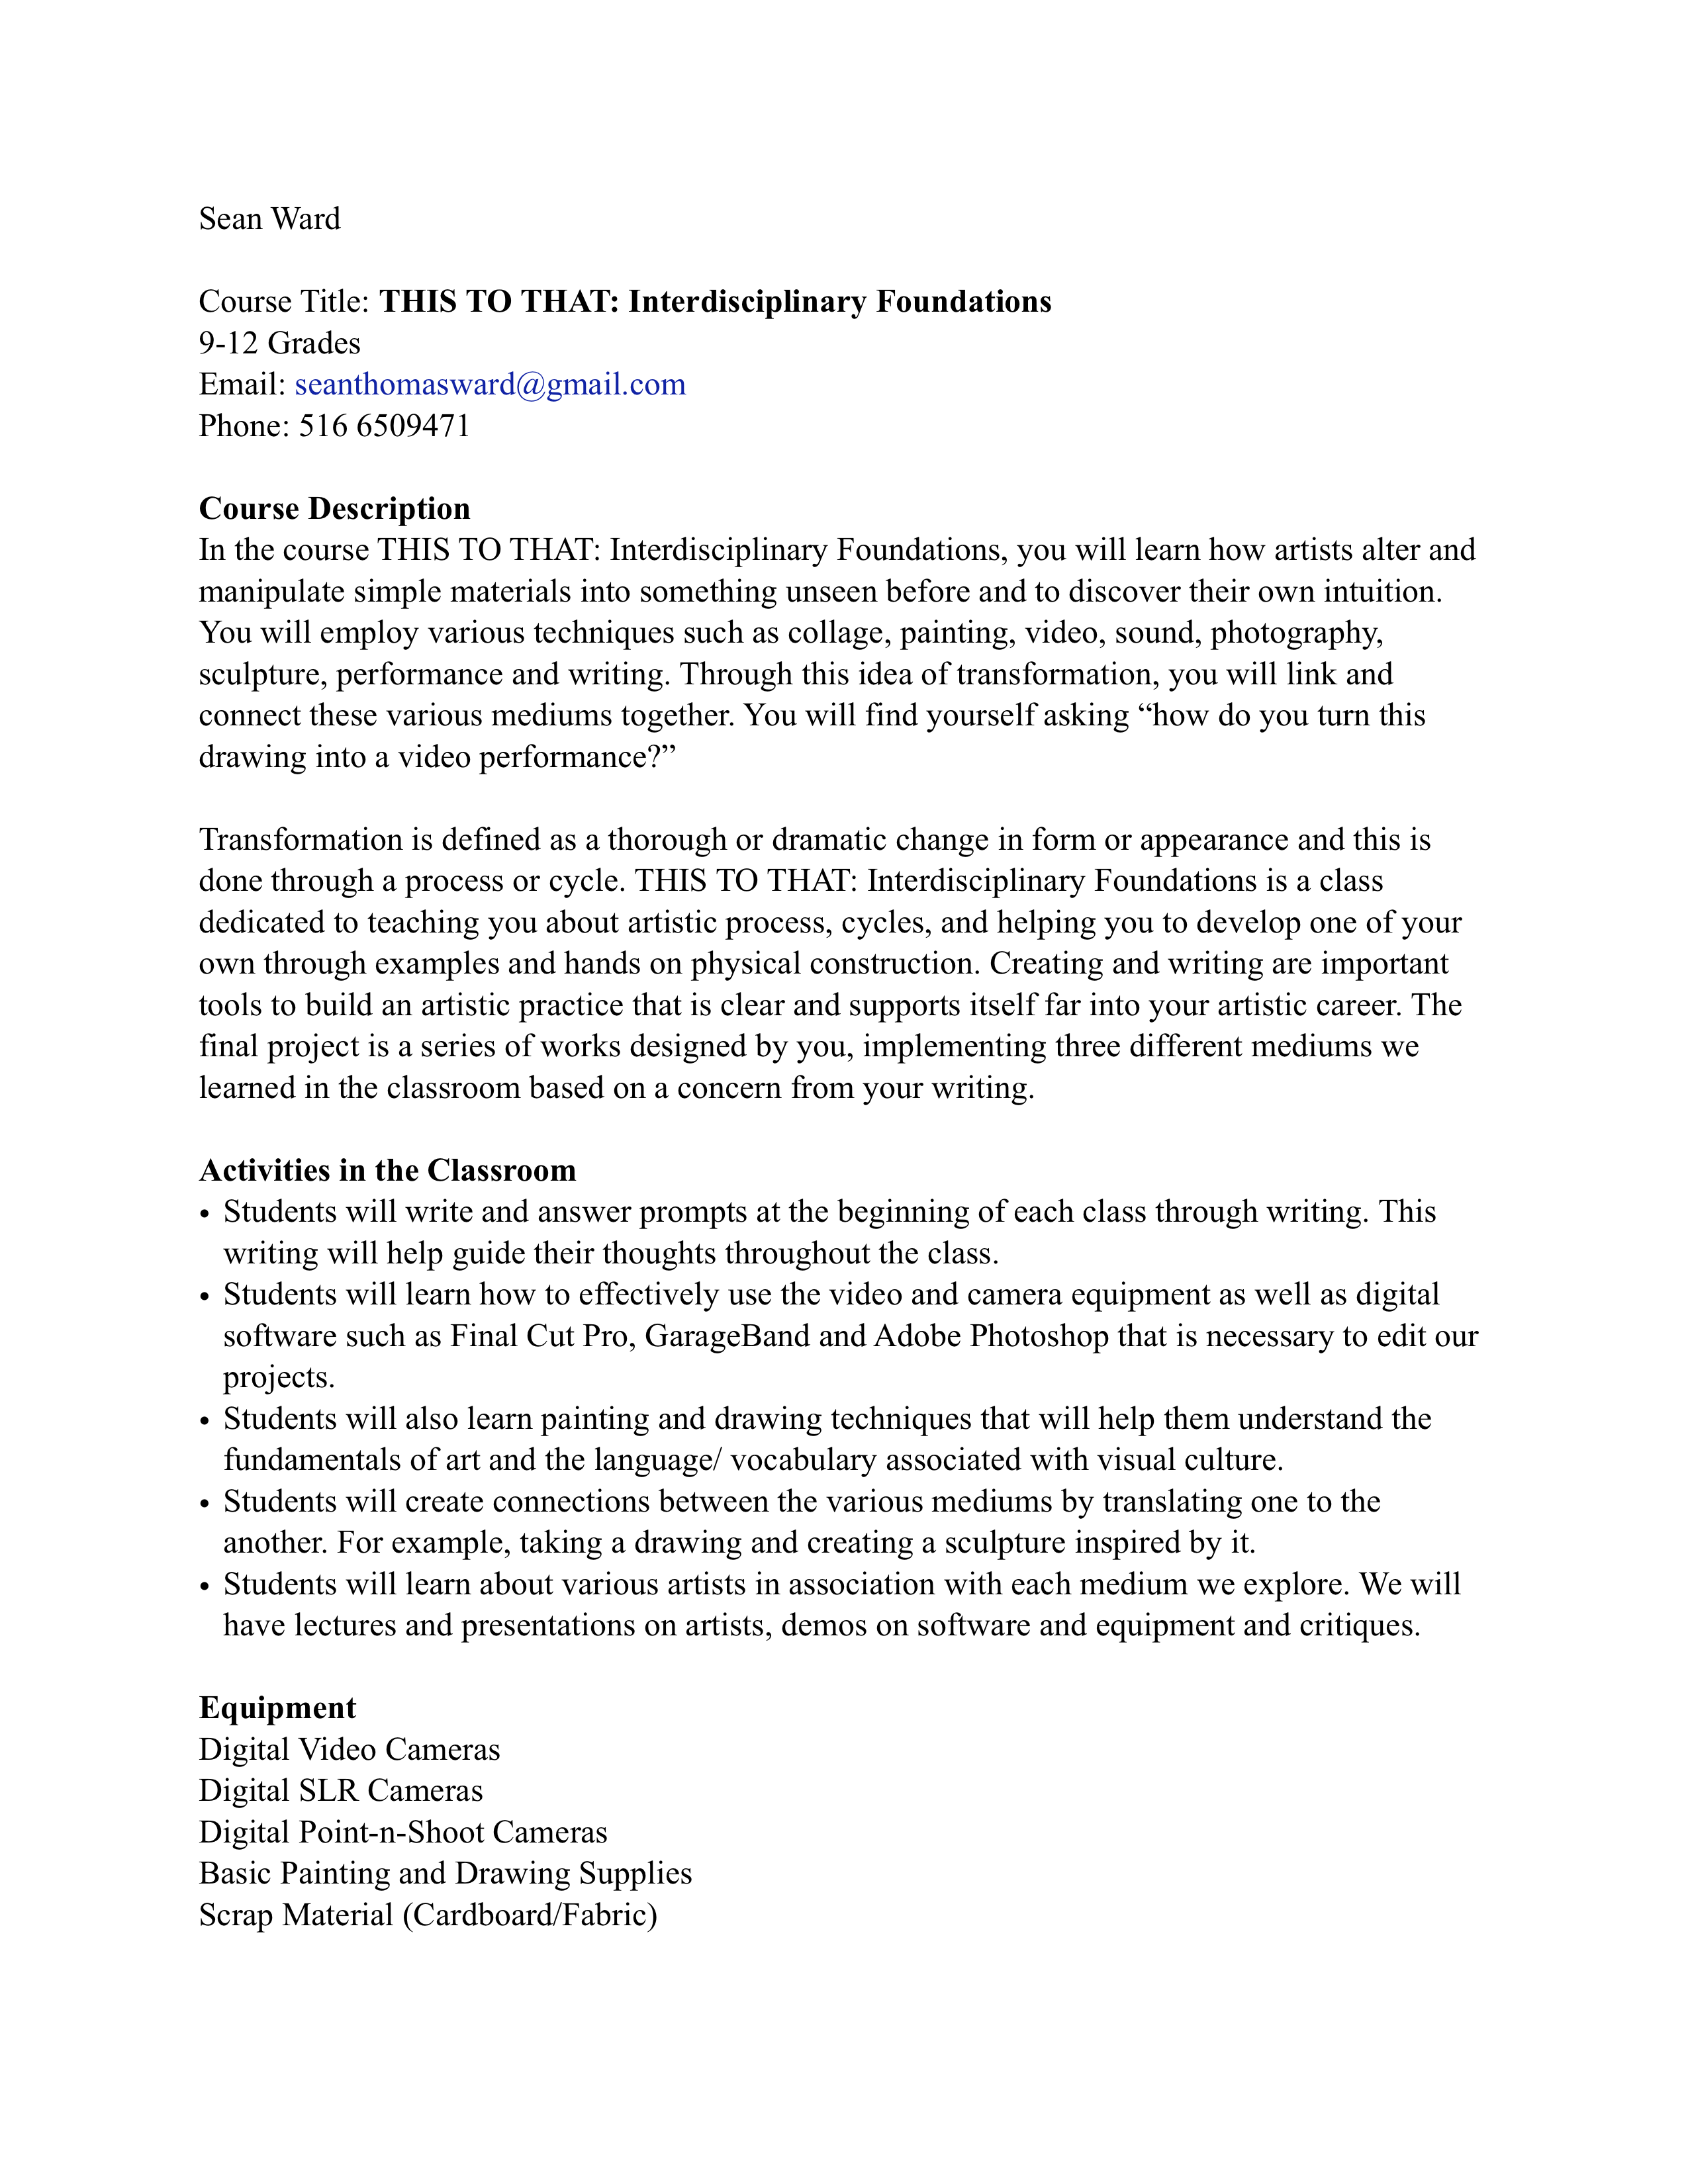 Sean Ward
Course Title: THIS TO THAT: Interdisciplinary Foundations
9-12 Grades
Email: seanthomasward@gmail.com
Phone: 516 6509471
Course Description
In the course THIS TO THAT: Interdisciplinary Foundations, you will learn how artists alter and
manipulate simple materials into something unseen before and to discover their own intuition.
You will employ various techniques such as collage, painting, video, sound, photography,
sculpture, performance and writing. Through this idea of transformation, you will link and
connect these various mediums together. You will find yourself asking “how do you turn this
drawing into a video performance?”
Transformation is defined as a thorough or dramatic change in form or appearance and this is
done through a process or cycle. THIS TO THAT: Interdisciplinary Foundations is a class
dedicated to teaching you about artistic process, cycles, and helping you to develop one of your
own through examples and hands on physical construction. Creating and writing are important
tools to build an artistic practice that is clear and supports itself far into your artistic career. The
final project is a series of works designed by you, implementing three different mediums we
learned in the classroom based on a concern from your writing.
Activities in the Classroom
• Students will write and answer prompts at the beginning of each class through writing. This
writing will help guide their thoughts throughout the class.
• Students will learn how to effectively use the video and camera equipment as well as digital
software such as Final Cut Pro, GarageBand and Adobe Photoshop that is necessary to edit our
projects.
• Students will also learn painting and drawing techniques that will help them understand the
fundamentals of art and the language/ vocabulary associated with visual culture.
• Students will create connections between the various mediums by translating one to the
another. For example, taking a drawing and creating a sculpture inspired by it.
• Students will learn about various artists in association with each medium we explore. We will
have lectures and presentations on artists, demos on software and equipment and critiques.
Equipment
Digital Video Cameras
Digital SLR Cameras
Digital Point-n-Shoot Cameras
Basic Painting and Drawing Supplies
Scrap Material (Cardboard/Fabric)